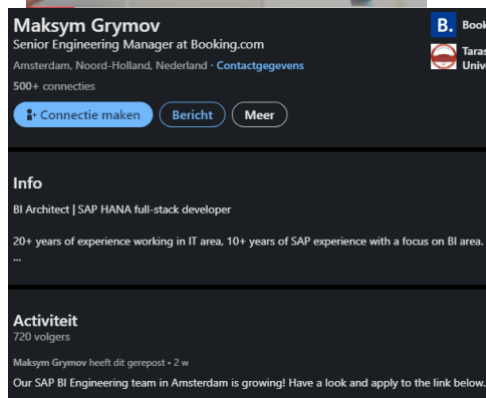 Maksym Grymov
Senior Engineering Manager at Booking.com
Amsterdam, Noord-Holland, Nederland · Contactgegevens
500+ connecties
Connectie maken
Bericht
Meer
B.
Book
Taras
Unive
Info
BI Architect | SAP HANA full-stack developer
20+ years of experience working in IT area, 10+ years of SAP experience with a focus on BI area.
...
Activiteit
720 volgers
Maksym Grymov heeft dit gerepost • 2 w
Our SAP BI Engineering team in Amsterdam is growing! Have a look and apply to the link below.